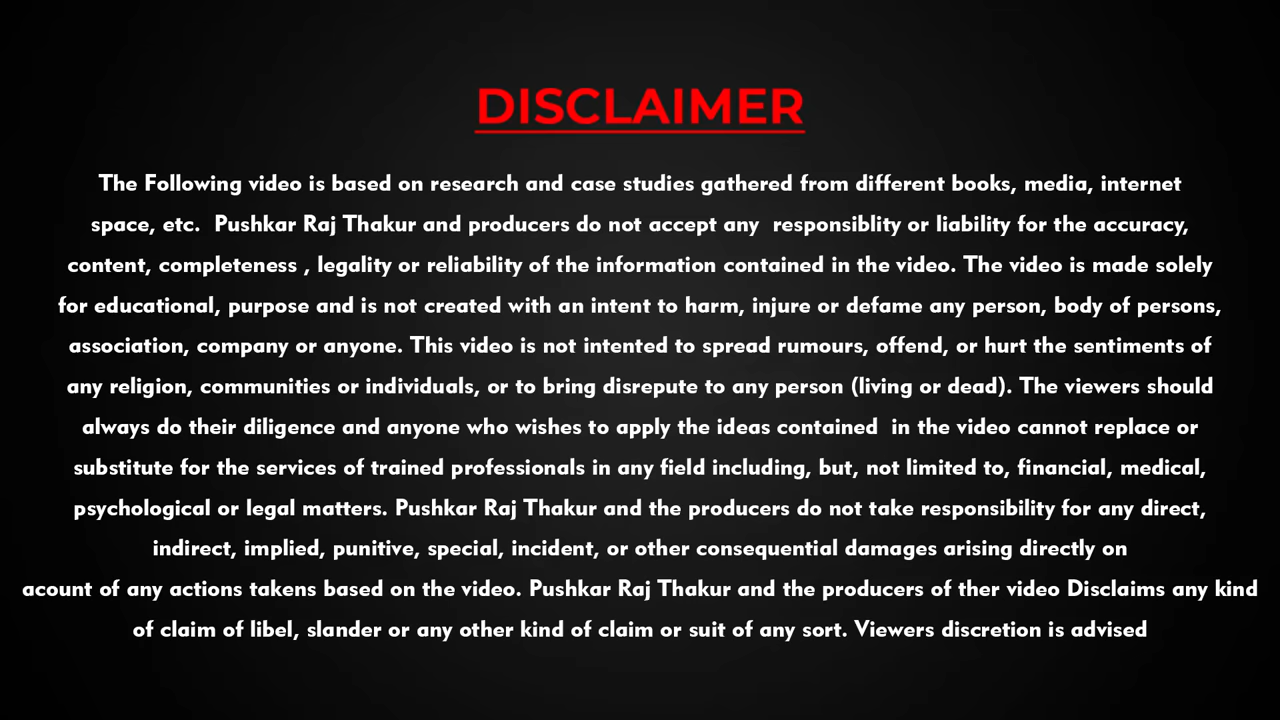 DISCLAIMER
The Following video is based on research and case studies gathered from different books, media, internet
space, etc.  Pushkar Raj Thakur and producers do not accept any  responsiblity or liability for the accuracy,
content, completeness , legality or reliability of the information contained in the video. The video is made solely
for educational, purpose and is not created with an intent to harm, injure or defame any person, body of persons,
association, company or anyone. This video is not intented to spread rumours, offend, or hurt the sentiments of
any religion, communities or individuals, or to bring disrepute to any person (living or dead). The viewers should
always do their diligence and anyone who wishes to apply the ideas contained  in the video cannot replace or
substitute for the services of trained professionals in any field including, but, not limited to, financial, medical,
psychological or legal matters. Pushkar Raj Thakur and the producers do not take responsibility for any direct,
indirect, implied, punitive, special, incident, or other consequential damages arising directly on
acount of any actions takens based on the video. Pushkar Raj Thakur and the producers of ther video Disclaims any kind
of claim of libel, slander or any other kind of claim or suit of any sort. Viewers discretion is advised